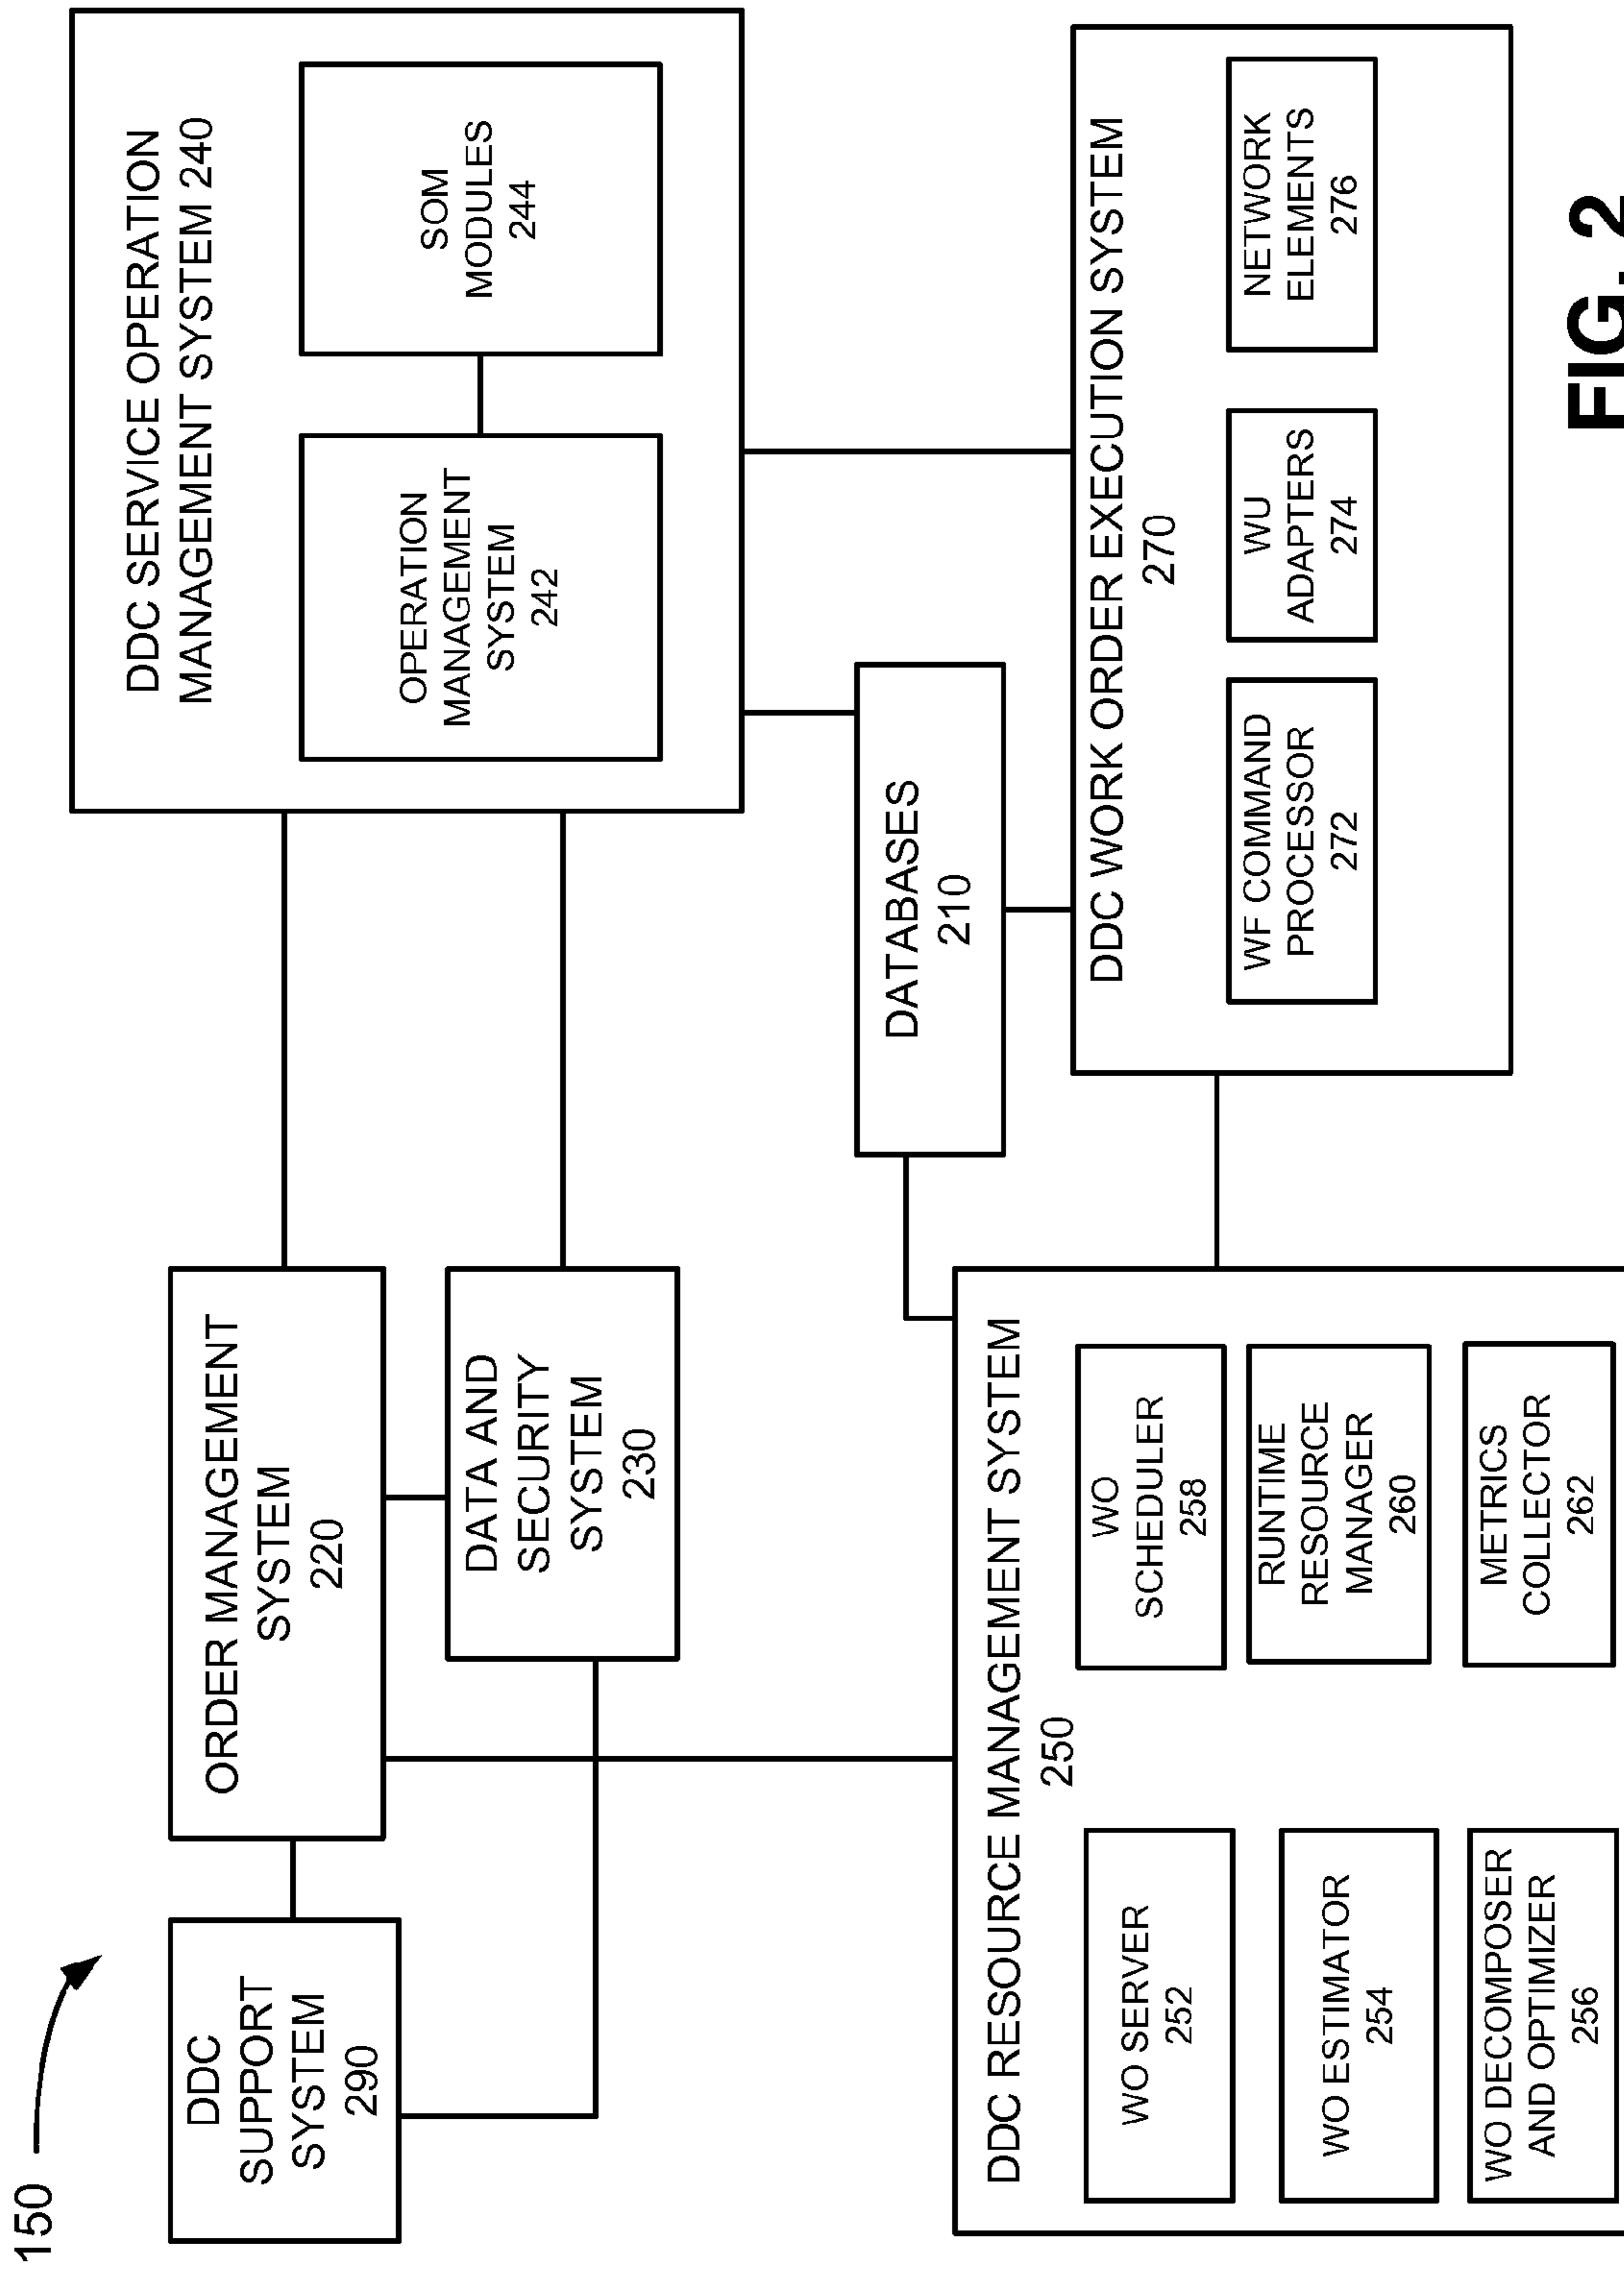 150
DDC
SUPPORT
SYSTEM
290
ORDER MANAGEMENT
SYSTEM
220
DATA AND
SECURITY
SYSTEM
230
DDC SERVICE OPERATION
MANAGEMENT SYSTEM 240
OPERATION
MANAGEMENT
SYSTEM
242
SOM
MODULES
244
DATABASES
210
DDC RESOURCE MANAGEMENT SYSTEM
250
WO SERVER
252
WO ESTIMATOR
254
WO DECOMPOSER
AND OPTIMIZER
256
WO
SCHEDULER
258
RUNTIME
RESOURCE
MANAGER
260
METRICS
COLLECTOR
262
DDC WORK ORDER EXECUTION SYSTEM
270
WF COMMAND
PROCESSOR
272
WU
ADAPTERS
274
NETWORK
ELEMENTS
276
FIG. 2